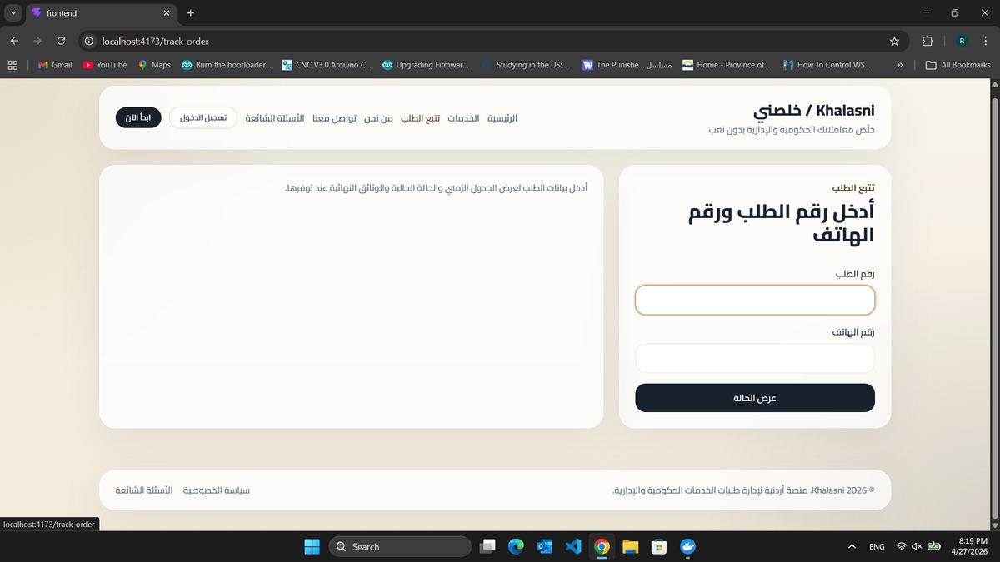 frontend
localhost:4173/track-order
Gmail
YouTube
Maps
Burn the bootloader...
CNC V3.0 Arduino C...
Upgrading Firmwar...
Studying in the US:...
The Punishe... مسلسل
Home - Province of...
How To Control WS...
All Bookmarks
Khalasni / خلصني
خلّص معاملاتك الحكومية والإدارية بدون تعب
الرئيسية
الخدمات
تتبع الطلب
من نحن
تواصل معنا
الأسئلة الشائعة
تسجيل الدخول
ابدأ الآن
تتبع الطلب
أدخل رقم الطلب ورقم
الهاتف
رقم الطلب
رقم الهاتف
عرض الحالة
أدخل بيانات الطلب لعرض الجدول الزمني والحالة الحالية والوثائق النهائية عند توفرها.
© 2026 Khalasni. منصة أردنية لإدارة طلبات الخدمات الحكومية والإدارية.
سياسة الخصوصية
الأسئلة الشائعة
localhost:4173/track-order
Search
ENG
8:19 PM
4/27/2026
R